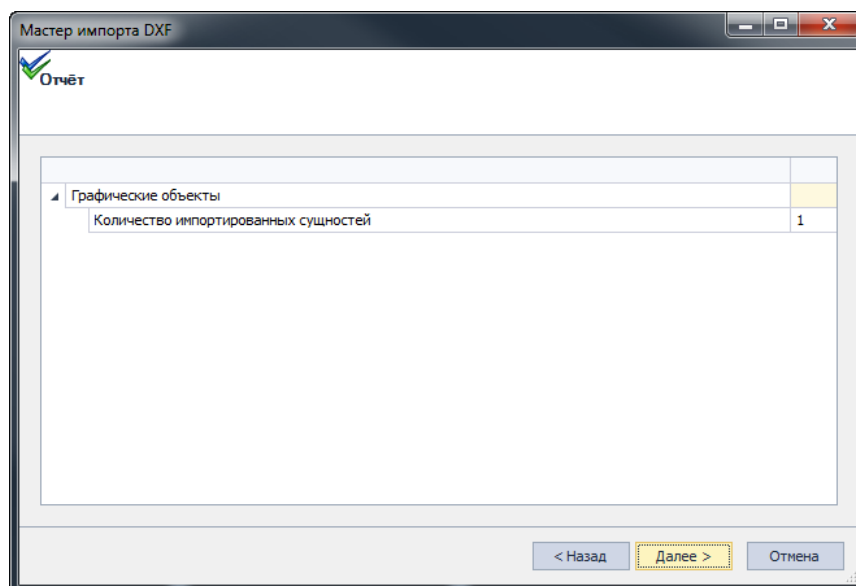 Мастер импорта DXF
Отчёт
Графические объекты
Количество импортированных сущностей 1
< Назад Далее > Отмена